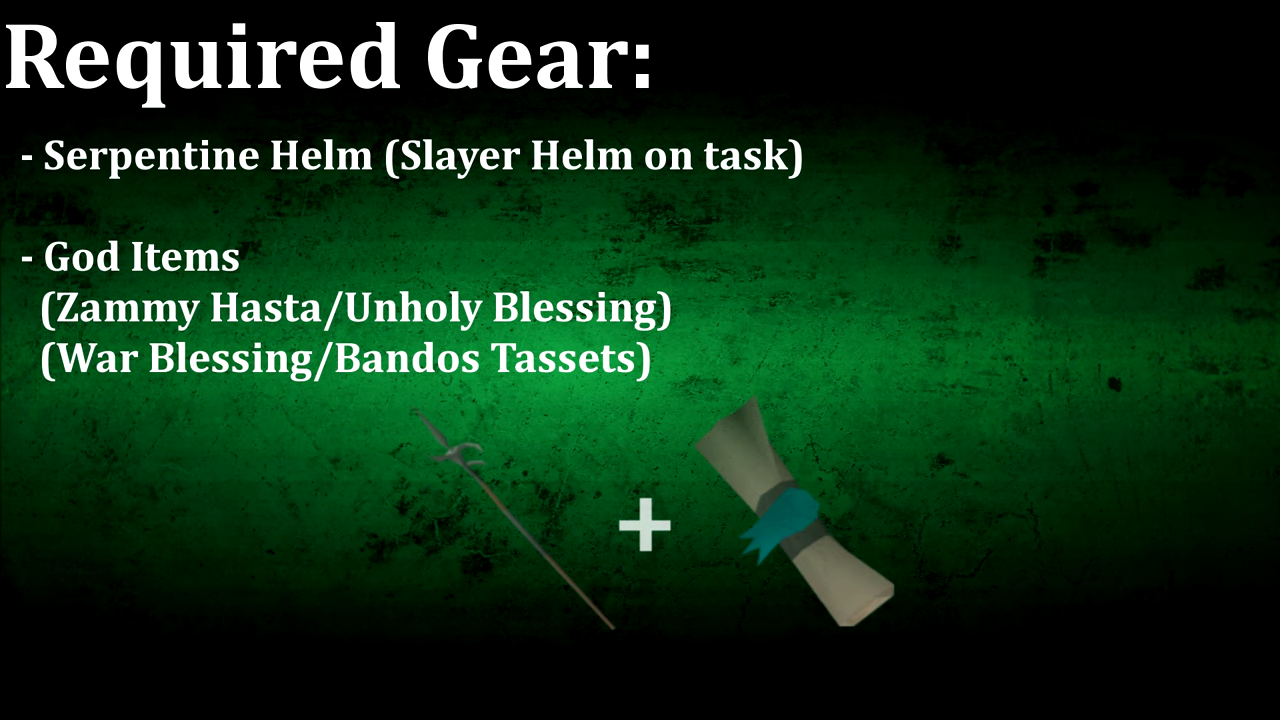 Required Gear:
- Serpentine Helm (Slayer Helm on task)
- God Items
(Zammy Hasta/Unholy Blessing)
(War Blessing/Bandos Tassets)
+